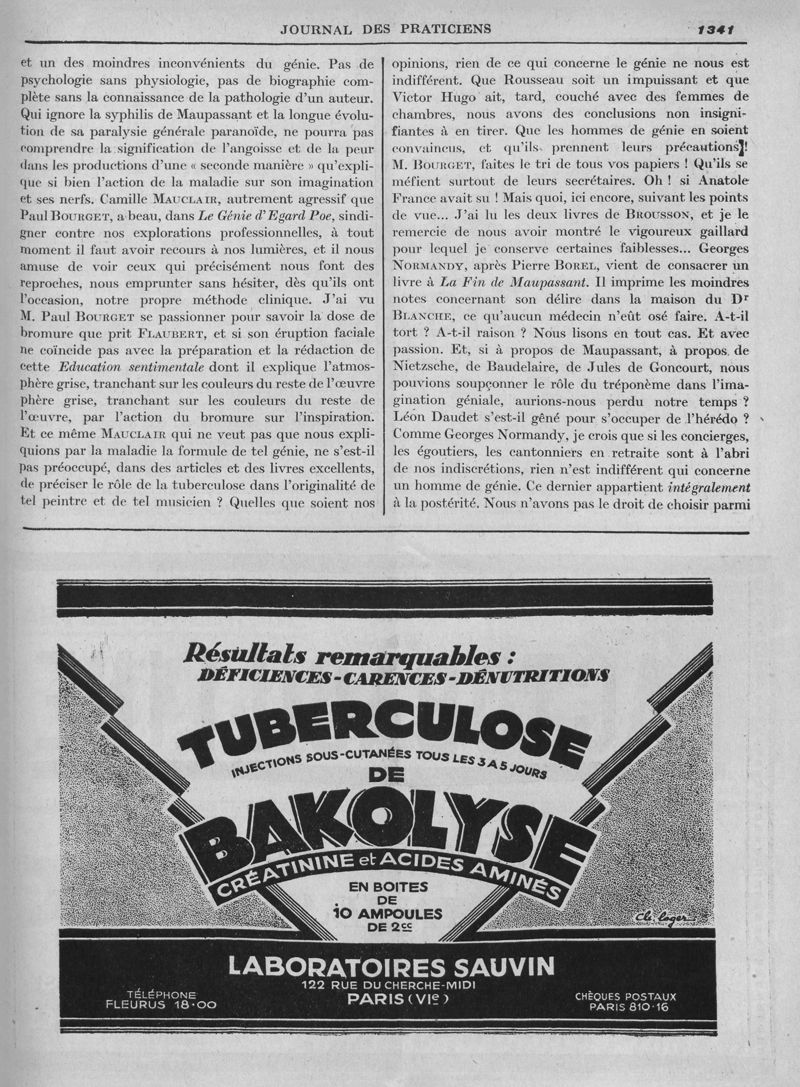 JOURNAL DES PRATICIENS
1341
et un des moindres inconvénients du génie. Pas de
psychologie sans physiologie, pas de biographie com-
plète sans la connaissance de la pathologie d'un auteur.
Qui ignore la syphilis de Maupassant et la longue évolu-
tion de sa paralysie générale paranoïde, ne pourra pas
comprendre la signification de l'angoisse et de la peur
dans les productions d'une « seconde manière » qu'expli-
que si bien l'action de la maladie sur son imagination
et ses nerfs. Camille MAUCLAIR, autrement agressif que
Paul BOURGET, a beau, dans Le Génie d'Egard Poe, sindi-
gner contre nos explorations professionnelles, à tout
moment il faut avoir recours à nos lumières, et il nous
amuse de voir ceux qui précisément nous font des
reproches, nous emprunter sans hésiter, dès qu'ils ont
l'occasion, notre propre méthode clinique. J'ai vu
M. Paul BOURGET se passionner pour savoir la dose de
bromure que prit FLAUBERT, et si son éruption faciale
ne coïncide pas avec la préparation et la rédaction de
cette Education sentimentale dont il explique l'atmos-
phère grise, tranchant sur les couleurs du reste de l'œuvre
phère grise, tranchant sur les couleurs du reste de
l'œuvre, par l'action du bromure sur l'inspiration.
Et ce même MAUCLAIR qui ne veut pas que nous expli-
quions par la maladie la formule de tel génie, ne s'est-il
pas préoccupé, dans des articles et des livres excellents,
de préciser le rôle de la tuberculose dans l'originalité de
tel peintre et de tel musicien ? Quelles que soient nos
opinions, rien de ce qui concerne le génie ne nous est
indifférent. Que Rousseau soit un impuissant et que
Victor Hugo ait, tard, couché avec des femmes de
chambres, nous avons des conclusions non insigni-
fiantes à en tirer. Que les hommes de génie en soient
convaincus, et qu'ils prennent leurs précautions !
M. BOURGET, faites le tri de tous vos papiers ! Qu'ils se
méfient surtout de leurs secrétaires. Oh ! si Anatole
France avait su ! Mais quoi, ici encore, suivant les points
de vue... J'ai lu les deux livres de BROUSSON, et je le
remercie de nous avoir montré le vigoureux gaillard
pour lequel je conserve certaines faiblesses... Georges
NORMANDY, après Pierre BOREL, vient de consacrer un
livre à La Fin de Maupassant. Il imprime les moindres
notes concernant son délire dans la maison du Dr
BLANCHE, ce qu'aucun médecin n'eût osé faire. A-t-il
tort ? A-t-il raison ? Nous lisons en tout cas. Et avec
passion. Et, si à propos de Maupassant, à propos de
Nietzsche, de Baudelaire, de Jules de Goncourt, nous
pouvions soupçonner le rôle du tréponème dans l'ima-
gination géniale, aurions-nous perdu notre temps ?
Léon Daudet s'est-il gêné pour s'occuper de l'hérédo ?
Comme Georges Normandy, je crois que si les concierges,
les égoutiers, les cantonniers en retraite sont à l'abri
de nos indiscrétions, rien n'est indifférent qui concerne
un homme de génie. Ce dernier appartient intégralement
à la postérité. Nous n'avons pas le droit de choisir parmi
Résultats remarquables :
DÉFICIENCES-CARENCES-DÉNUTRITIONS
TUBERCULOSE
INJECTIONS SOUS-CUTANÉES TOUS LES 3 A 5 JOURS
DE
BAKOLYSE
CRÉATININE et ACIDES AMINÉS
EN BOITES
DE
10 AMPOULES
DE 2cc
Ch. Loger
LABORATOIRES SAUVIN
122 RUE DU CHERCHE-MIDI
PARIS (VIe)
TÉLÉPHONE
FLEURUS 18-00
CHÈQUES POSTAUX
PARIS 810-16